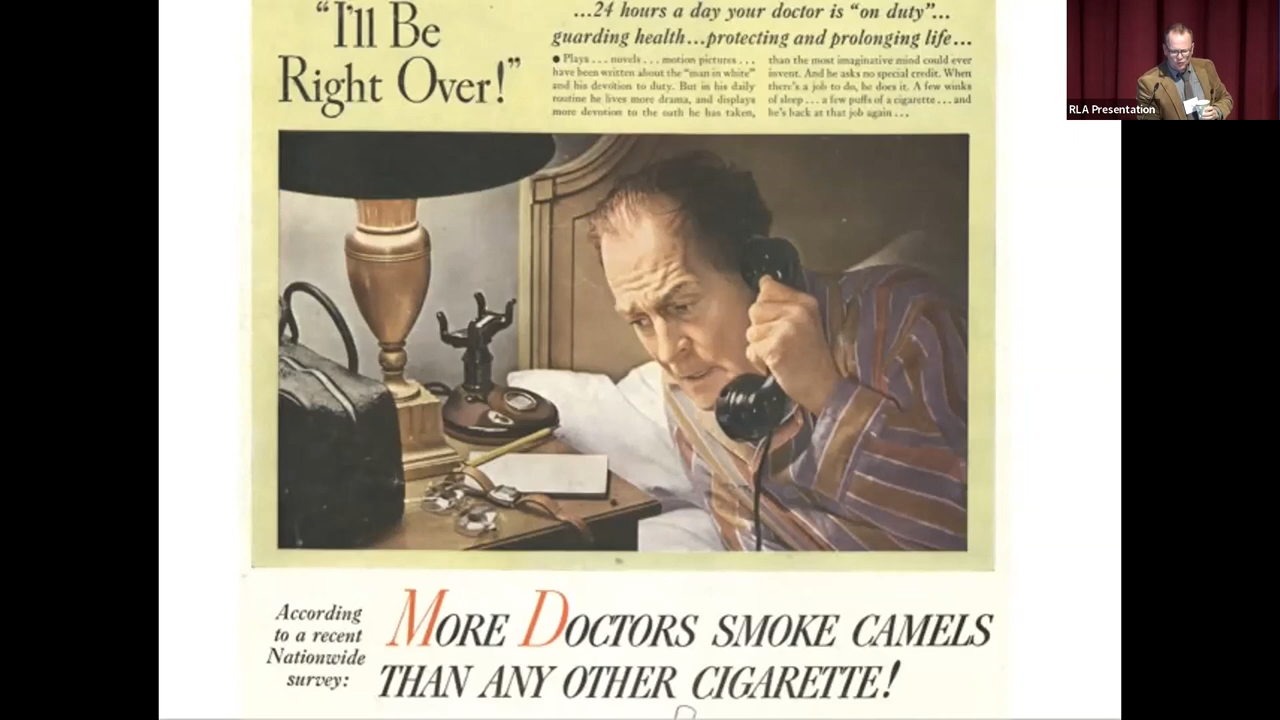 “I'll Be
Right Over!”
...24 hours a day your doctor is “on duty”...
guarding health...protecting and prolonging life...
● Plays ... novels ... motion pictures ...
have been written about the “man in white”
and his devotion to duty. But in his daily
routine he lives more drama, and displays
more devotion to the oath he has taken,
than the most imaginative mind could ever
invent. And he asks no special credit. When
there's a job to do, he does it. A few winks
of sleep ... a few puffs of a cigarette ... and
he's back at that job again ...
According
to a recent
Nationwide
survey:
MORE DOCTORS SMOKE CAMELS
THAN ANY OTHER CIGARETTE!
RLA Presentation